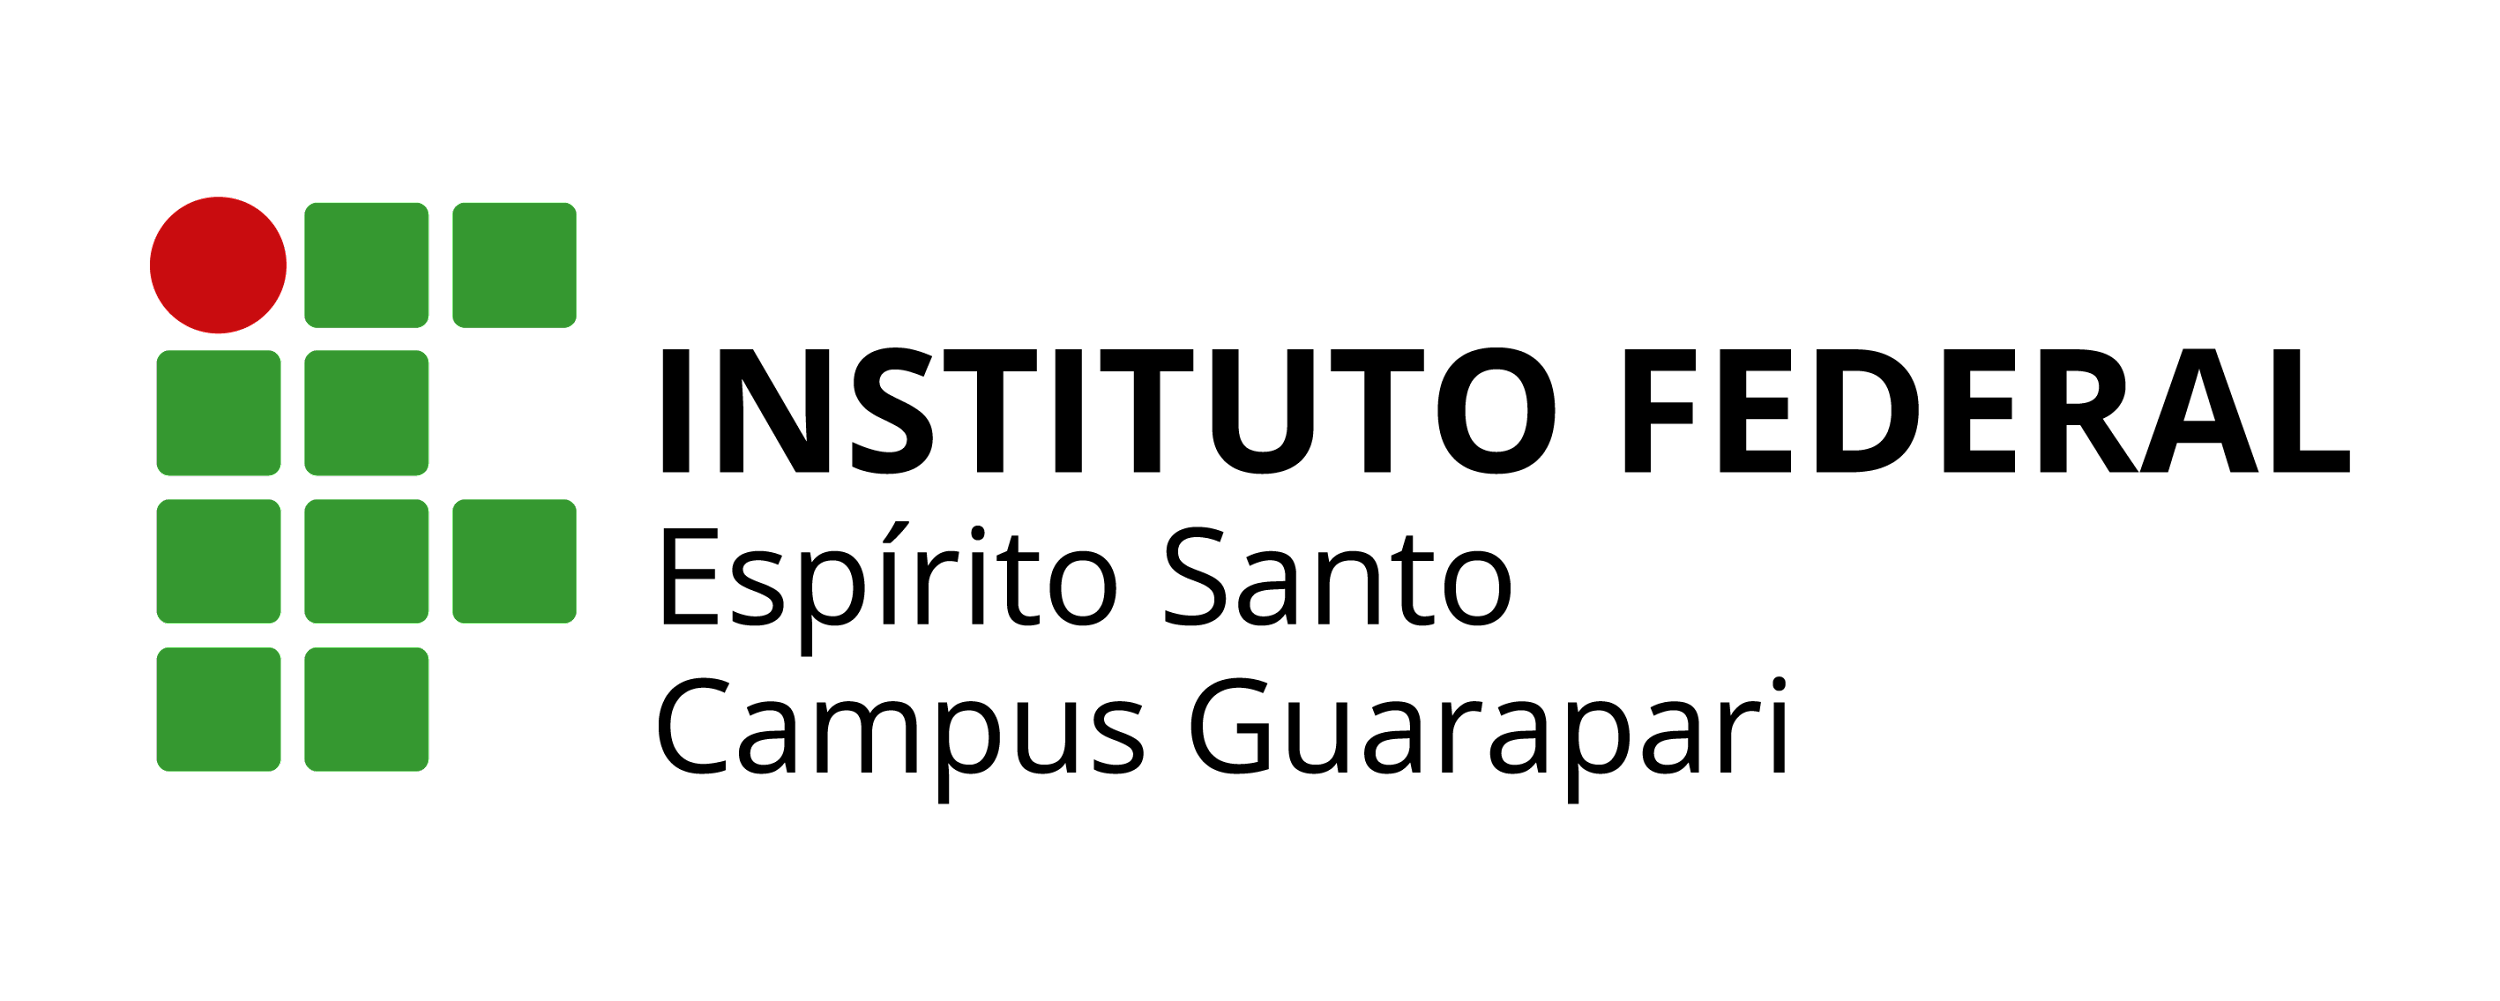 INSTITUTO FEDERAL
Espírito Santo
Campus Guarapari